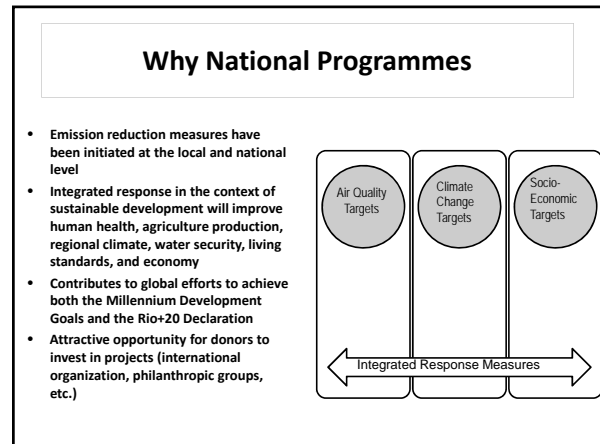 Why National Programmes
• Emission reduction measures have
been initiated at the local and national
level
• Integrated response in the context of
sustainable development will improve
human health, agriculture production,
regional climate, water security, living
standards, and economy
• Contributes to global efforts to achieve
both the Millennium Development
Goals and the Rio+20 Declaration
• Attractive opportunity for donors to
invest in projects (international
organization, philanthropic groups,
etc.)
Air Quality
Targets
Climate
Change
Targets
Socio-
Economic
Targets
Integrated Response Measures